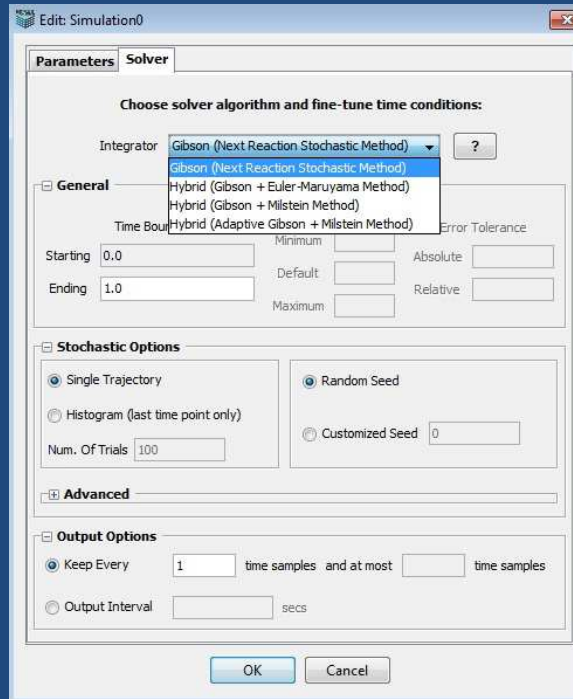 Edit: Simulation0
Parameters Solver
Choose solver algorithm and fine-tune time conditions:
Integrator Gibson (Next Reaction Stochastic Method) ?
Gibson (Next Reaction Stochastic Method)
Hybrid (Gibson + Euler-Maruyama Method)
Hybrid (Gibson + Milstein Method)
Hybrid (Adaptive Gibson + Milstein Method)
General
Time Bour Error Tolerance
Minimum
Starting 0.0 Absolute
Default
Ending 1.0 Relative
Maximum
Stochastic Options
Single Trajectory Random Seed
Histogram (last time point only)
Customized Seed 0
Num. Of Trials 100
Advanced
Output Options
Keep Every 1 time samples and at most time samples
Output Interval secs
OK Cancel